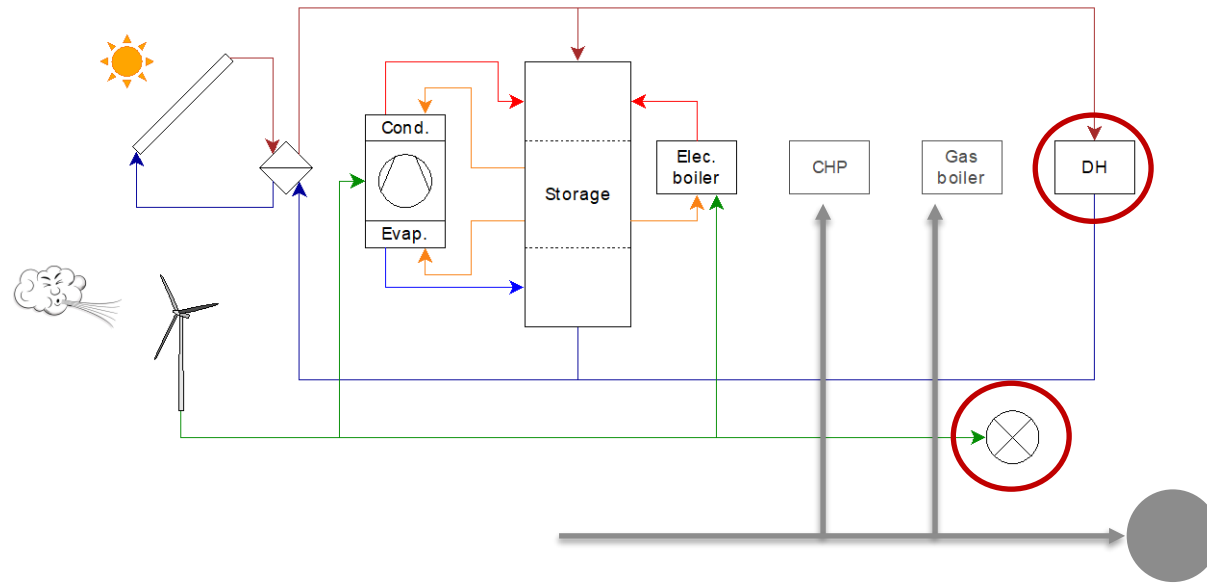 Cond.
Evap.
Storage
Elec.
boiler
CHP
Gas
boiler
DH